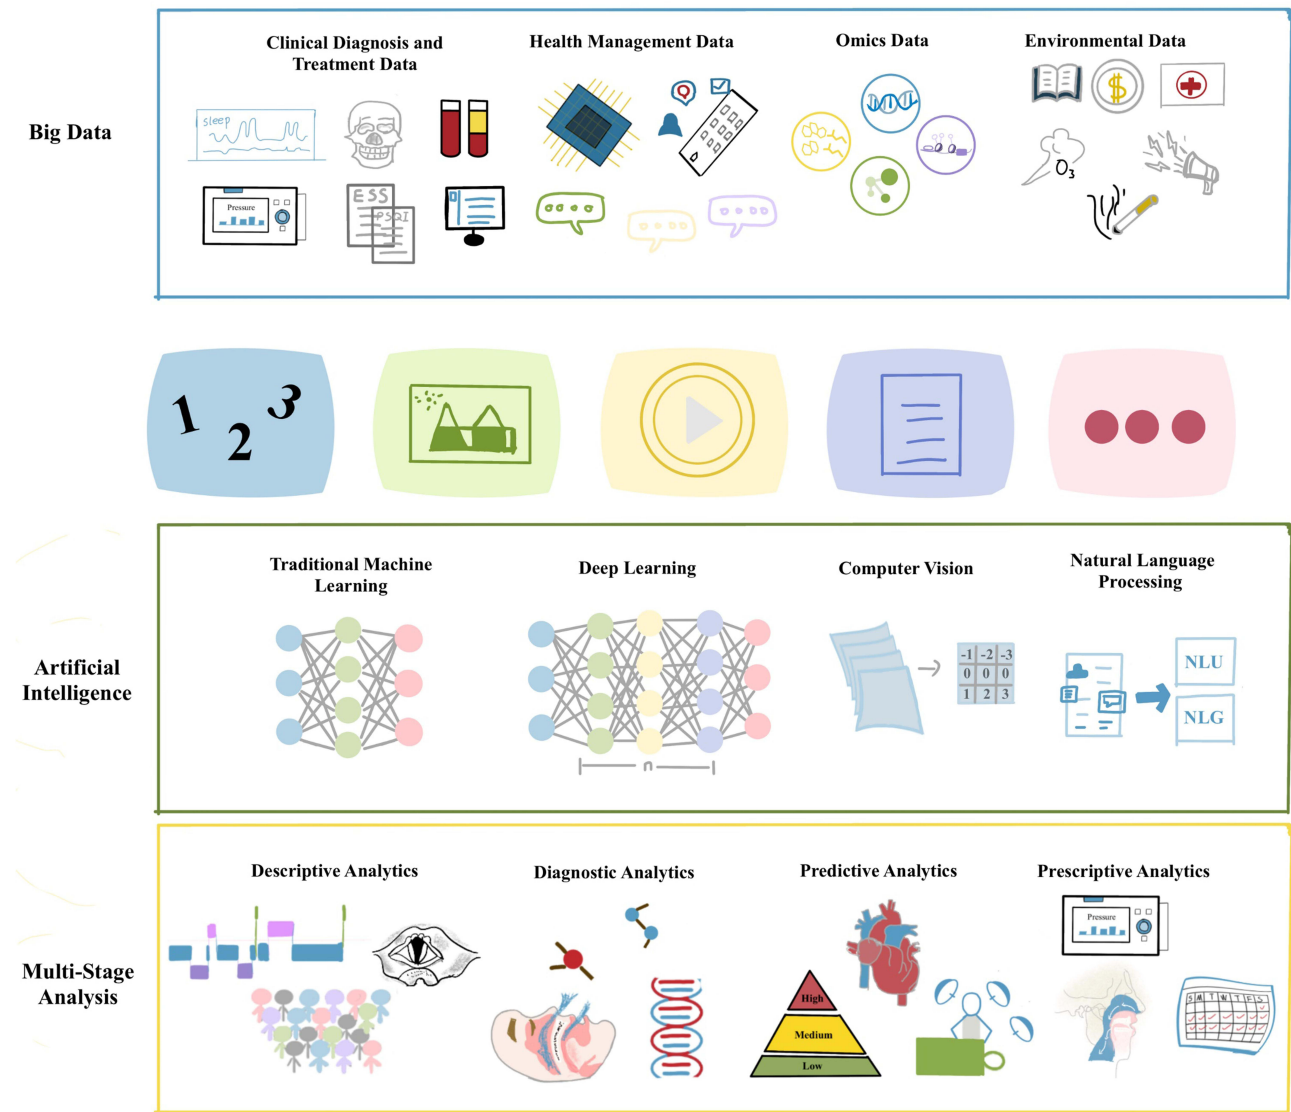 Big Data
Clinical Diagnosis and
Treatment Data
Health Management Data
Omics Data
Environmental Data
sleep
Pressure
ESS
PSQI
$
O3
1 2 3
Artificial
Intelligence
Traditional Machine
Learning
Deep Learning
n
Computer Vision
-1 -2 -3
0 0 0
1 2 3
Natural Language
Processing
NLU
NLG
Multi-Stage
Analysis
Descriptive Analytics
Diagnostic Analytics
Predictive Analytics
High
Medium
Low
Prescriptive Analytics
Pressure
S M T W T F S